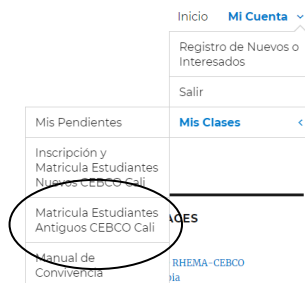 Inicio Mi Cuenta
Registro de Nuevos o
Interesados
Salir
Mis Clases
Mis Pendientes
Inscripción y
Matricula Estudiantes
Nuevos CEBCO Cali
Matricula Estudiantes
Antiguos CEBCO Cali
Manual de
Convivencia
RHEMA-CEBCO